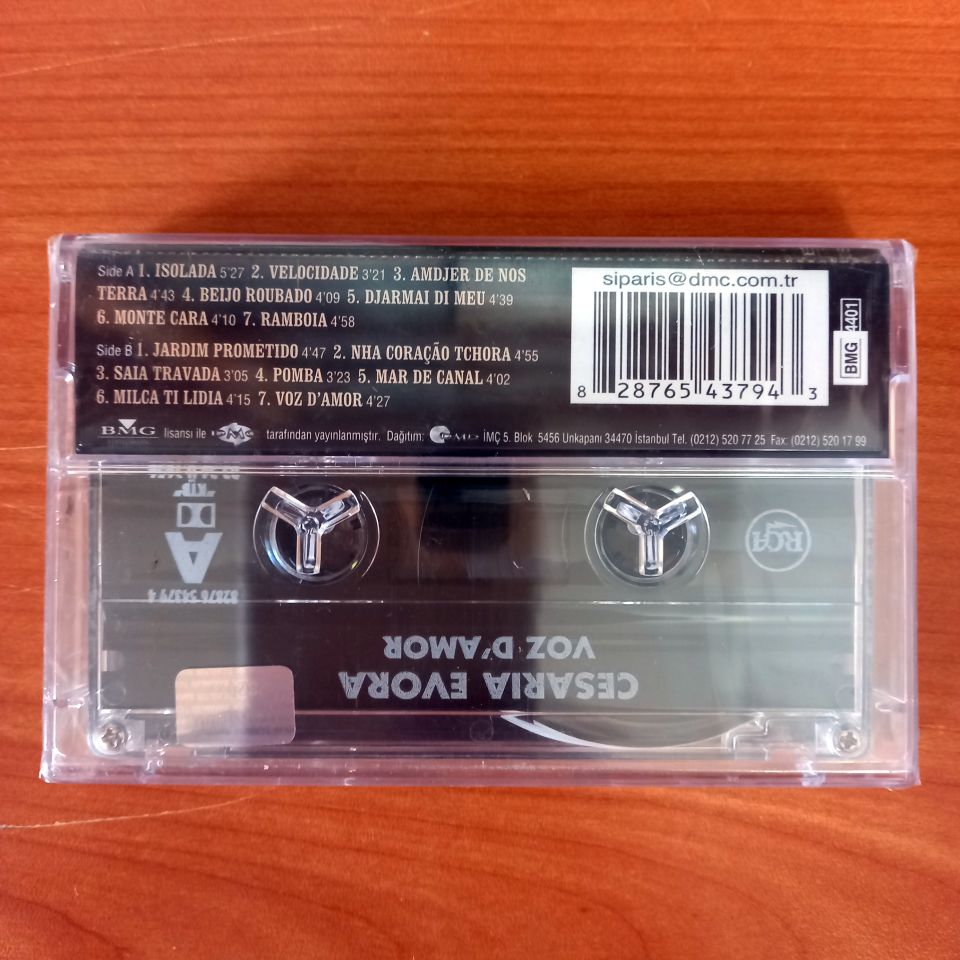 Side A 1. ISOLADA 5'27 2. VELOCIDADE 3'21 3. AMDJER DE NOS
TERRA 4'43 4. BEIJO ROUBADO 4'09 5. DJARMAI DI MEU 4'39
6. MONTE CARA 4'10 7. RAMBOIA 4'58
Side B 1. JARDIM PROMETIDO 4'47 2. NHA CORAÇÃO TCHORA 4'55
3. SAIA TRAVADA 3'05 4. POMBA 3'23 5. MAR DE CANAL 4'02
6. MILCA TI LIDIA 4'15 7. VOZ D'AMOR 4'27
siparis@dmc.com.tr
8 28765 43794 3
BMG 4401
BMG lisansı ile DMC tarafından yayınlanmıştır. Dağıtım: DMC İMÇ 5. Blok 5456 Unkapanı 34470 İstanbul Tel. (0212) 520 77 25 Fax: (0212) 520 17 99
RCA
A
82876 54379 4
VOZ D'AMOR
CESARIA EVORA